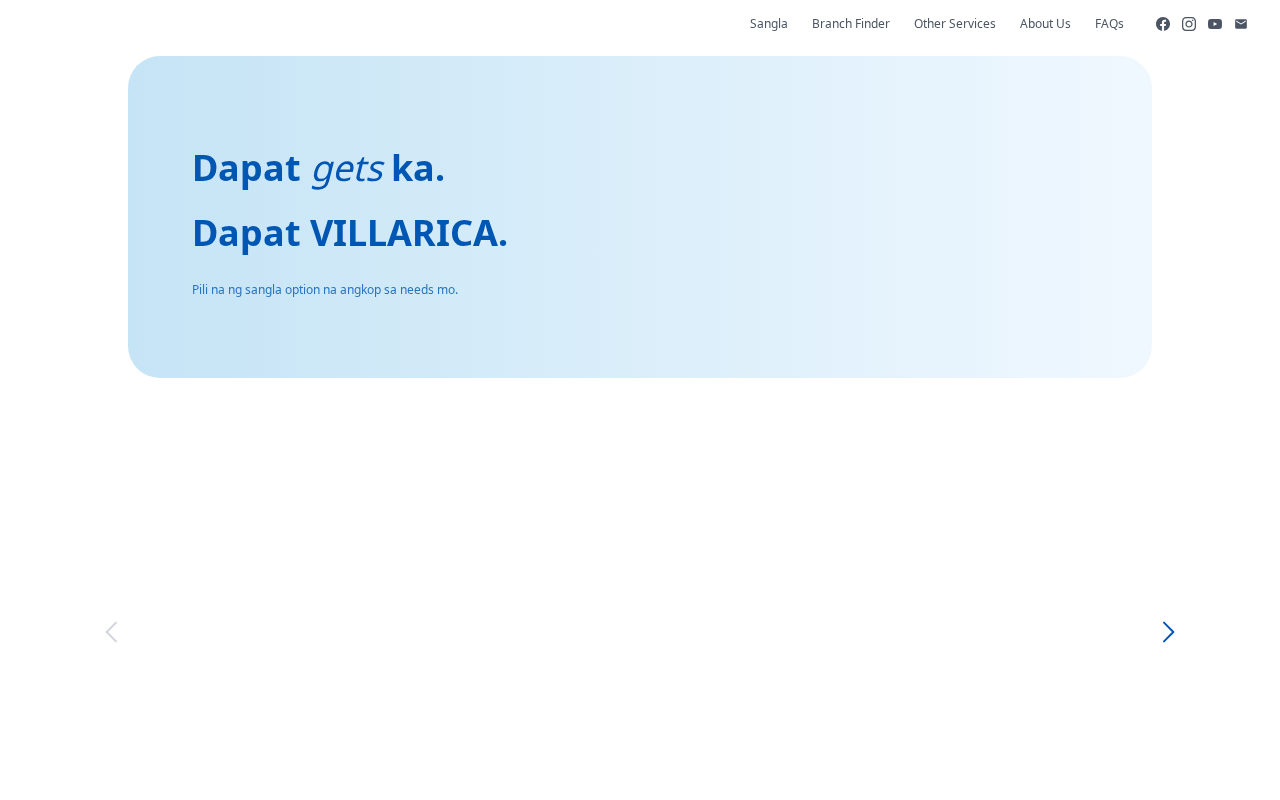 Sangla Branch Finder Other Services About Us FAQs
Dapat gets ka.
Dapat VILLARICA.
Pili na ng sangla option na angkop sa needs mo.